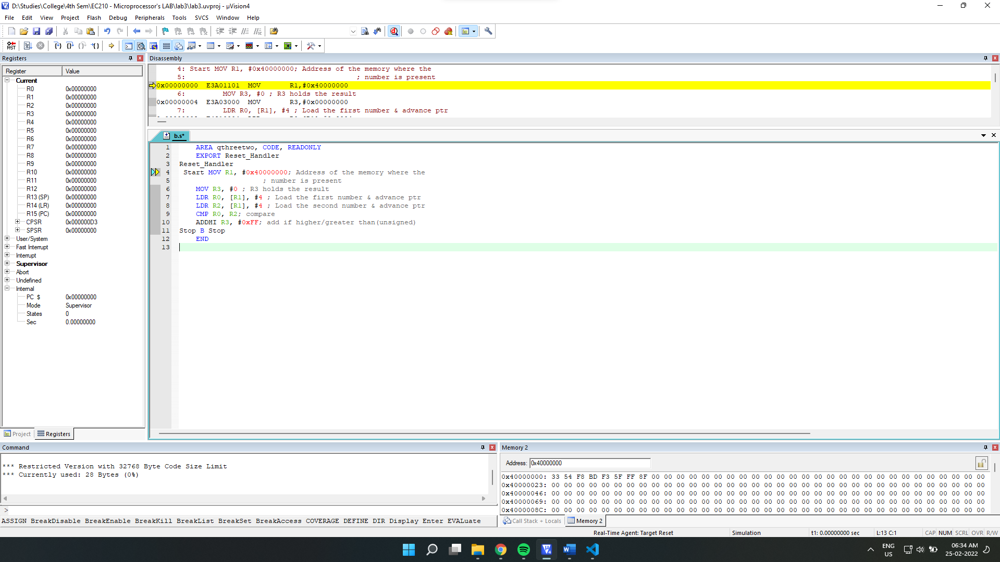 D:\Studies\College\4th Sem\EC210 - Microprocessor's LAB\lab3\lab3.uvproj - µVision4
File Edit View Project Flash Debug Peripherals Tools SVCS Window Help
Registers
Register Value
Current
R0 0x00000000
R1 0x00000000
R2 0x00000000
R3 0x00000000
R4 0x00000000
R5 0x00000000
R6 0x00000000
R7 0x00000000
R8 0x00000000
R9 0x00000000
R10 0x00000000
R11 0x00000000
R12 0x00000000
R13 (SP) 0x00000000
R14 (LR) 0x00000000
R15 (PC) 0x00000000
CPSR 0x000000D3
SPSR 0x00000000
User/System
Fast Interrupt
Interrupt
Supervisor
Abort
Undefined
Internal
PC $ 0x00000000
Mode Supervisor
States 0
Sec 0.00000000
Project Registers
Disassembly
4: Start MOV R1, #0x40000000; Address of the memory where the
5: ; number is present
0x00000000 E3A01101 MOV R1,#0x40000000
6: MOV R3, #0 ; R3 holds the result
0x00000004 E3A03000 MOV R3,#0x00000000
7: LDR R0, [R1], #4 ; Load the first number & advance ptr
b.s*
1 AREA qthreetwo, CODE, READONLY
2 EXPORT Reset_Handler
3 Reset_Handler
4 Start MOV R1, #0x40000000; Address of the memory where the
5 ; number is present
6 MOV R3, #0 ; R3 holds the result
7 LDR R0, [R1], #4 ; Load the first number & advance ptr
8 LDR R2, [R1], #4 ; Load the second number & advance ptr
9 CMP R0, R2; compare
10 ADDHI R3, #0xFF; add if higher/greater than(unsigned)
11 Stop B Stop
12 END
13
Command
*** Restricted Version with 32768 Byte Code Size Limit
*** Currently used: 28 Bytes (0%)
>
ASSIGN BreakDisable BreakEnable BreakKill BreakList BreakSet BreakAccess COVERAGE DEFINE DIR Display Enter EVALuate
Memory 2
Address: 0x40000000
0x40000000: 33 54 F8 BD F3 5F FF 8F 00 00 00 00 00 00 00 00 00 00 00 00 00 00 00 00 00 00 00 00 00 00 00 00 00 00 00
0x40000023: 00 00 00 00 00 00 00 00 00 00 00 00 00 00 00 00 00 00 00 00 00 00 00 00 00 00 00 00 00 00 00 00 00 00 00
0x40000046: 00 00 00 00 00 00 00 00 00 00 00 00 00 00 00 00 00 00 00 00 00 00 00 00 00 00 00 00 00 00 00 00 00 00 00
0x40000069: 00 00 00 00 00 00 00 00 00 00 00 00 00 00 00 00 00 00 00 00 00 00 00 00 00 00 00 00 00 00 00 00 00 00 00
0x4000008C: 00 00 00 00 00 00 00 00 00 00 00 00 00 00 00 00 00 00 00 00 00 00 00 00 00 00 00 00 00 00 00 00 00 00 00
Call Stack + Locals Memory 2
Real-Time Agent: Target Reset Simulation t1: 0.00000000 sec L:13 C:1 CAP NUM SCRL OVR R/W
ENG
US
06:34 AM
25-02-2022